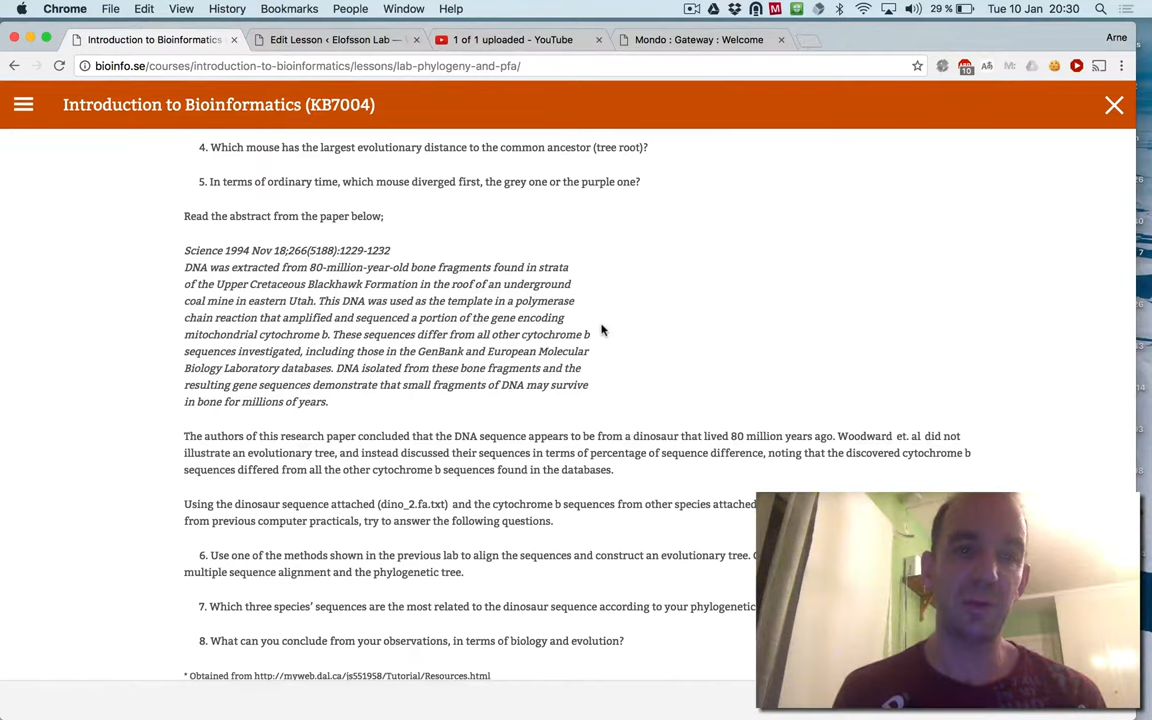 Chrome File Edit View History Bookmarks People Window Help 29 % Tue 10 Jan 20:30
Introduction to Bioinformatics Edit Lesson ‹ Elofsson Lab — 1 of 1 uploaded - YouTube Mondo : Gateway : Welcome Arne
bioinfo.se/courses/introduction-to-bioinformatics/lessons/lab-phylogeny-and-pfa/ 10
Introduction to Bioinformatics (KB7004)
4. Which mouse has the largest evolutionary distance to the common ancestor (tree root)?
5. In terms of ordinary time, which mouse diverged first, the grey one or the purple one?
Read the abstract from the paper below;
Science 1994 Nov 18;266(5188):1229-1232
DNA was extracted from 80-million-year-old bone fragments found in strata
of the Upper Cretaceous Blackhawk Formation in the roof of an underground
coal mine in eastern Utah. This DNA was used as the template in a polymerase
chain reaction that amplified and sequenced a portion of the gene encoding
mitochondrial cytochrome b. These sequences differ from all other cytochrome b
sequences investigated, including those in the GenBank and European Molecular
Biology Laboratory databases. DNA isolated from these bone fragments and the
resulting gene sequences demonstrate that small fragments of DNA may survive
in bone for millions of years.
The authors of this research paper concluded that the DNA sequence appears to be from a dinosaur that lived 80 million years ago. Woodward et. al did not
illustrate an evolutionary tree, and instead discussed their sequences in terms of percentage of sequence difference, noting that the discovered cytochrome b
sequences differed from all the other cytochrome b sequences found in the databases.
Using the dinosaur sequence attached (dino_2.fa.txt) and the cytochrome b sequences from other species attached
from previous computer practicals, try to answer the following questions.
6. Use one of the methods shown in the previous lab to align the sequences and construct an evolutionary tree.
multiple sequence alignment and the phylogenetic tree.
7. Which three species’ sequences are the most related to the dinosaur sequence according to your phylogenetic
8. What can you conclude from your observations, in terms of biology and evolution?
* Obtained from http://myweb.dal.ca/js551958/Tutorial/Resources.html